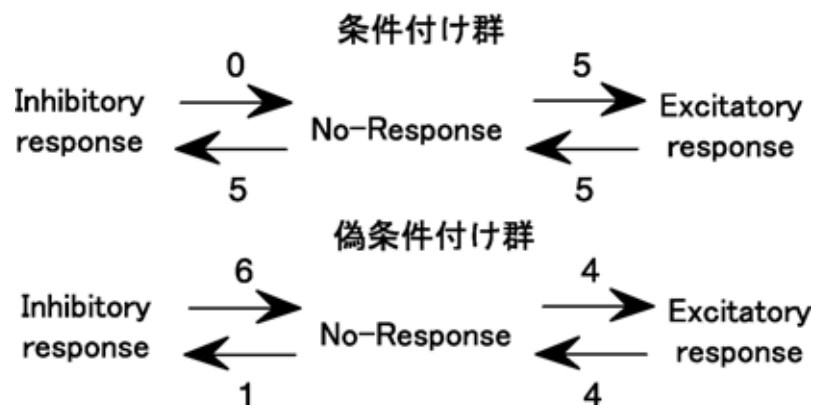 条件付け群
0 5
Inhibitory response No-Response Excitatory response
5 5
偽条件付け群
6 4
Inhibitory response No-Response Excitatory response
1 4